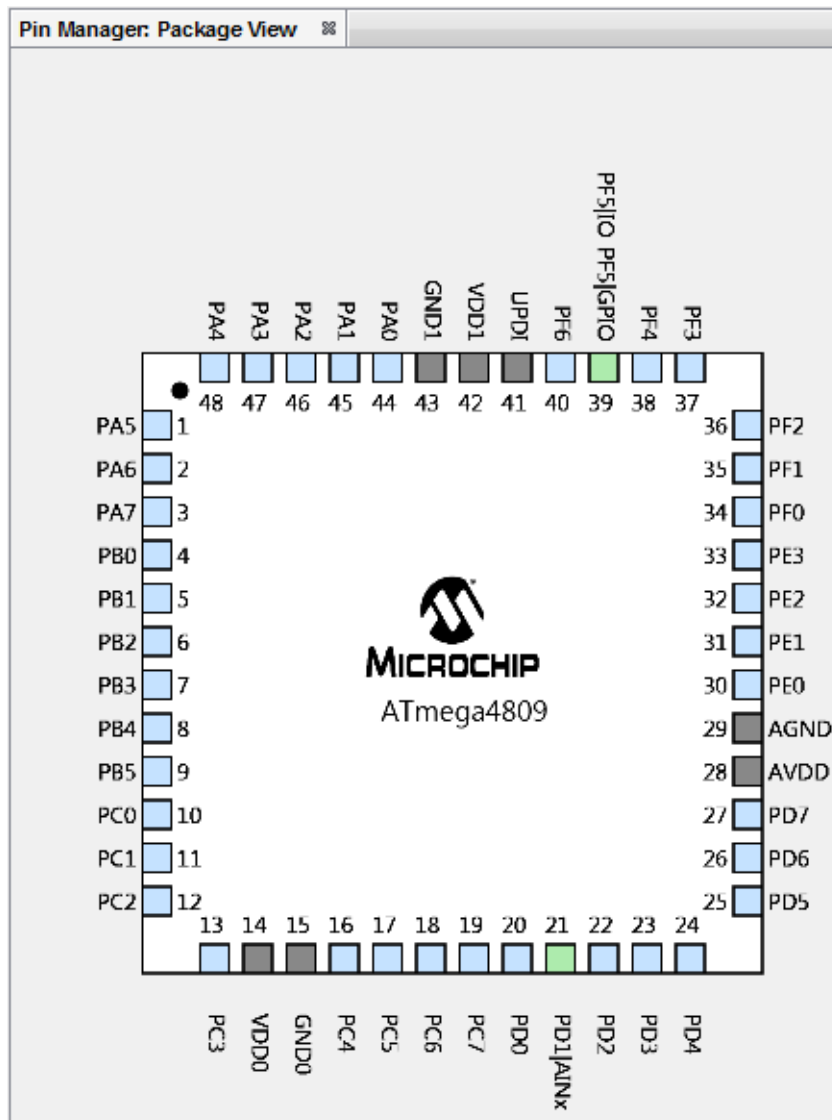 Pin Manager: Package View
PA4 PA3 PA2 PA1 PA0 GND1 VDD1 UPDI PF6 PF5|IO PF5|GPIO PF4 PF3
48 47 46 45 44 43 42 41 40 39 38 37
PA5 1 36 PF2
PA6 2 35 PF1
PA7 3 34 PF0
PB0 4 33 PE3
PB1 5 32 PE2
PB2 6 31 PE1
PB3 7 30 PE0
PB4 8 29 AGND
PB5 9 28 AVDD
PC0 10 27 PD7
PC1 11 26 PD6
PC2 12 25 PD5
MICROCHIP
ATmega4809
13 14 15 16 17 18 19 20 21 22 23 24
PC3 VDD0 GND0 PC4 PC5 PC6 PC7 PD0 PD1|AINx PD2 PD3 PD4